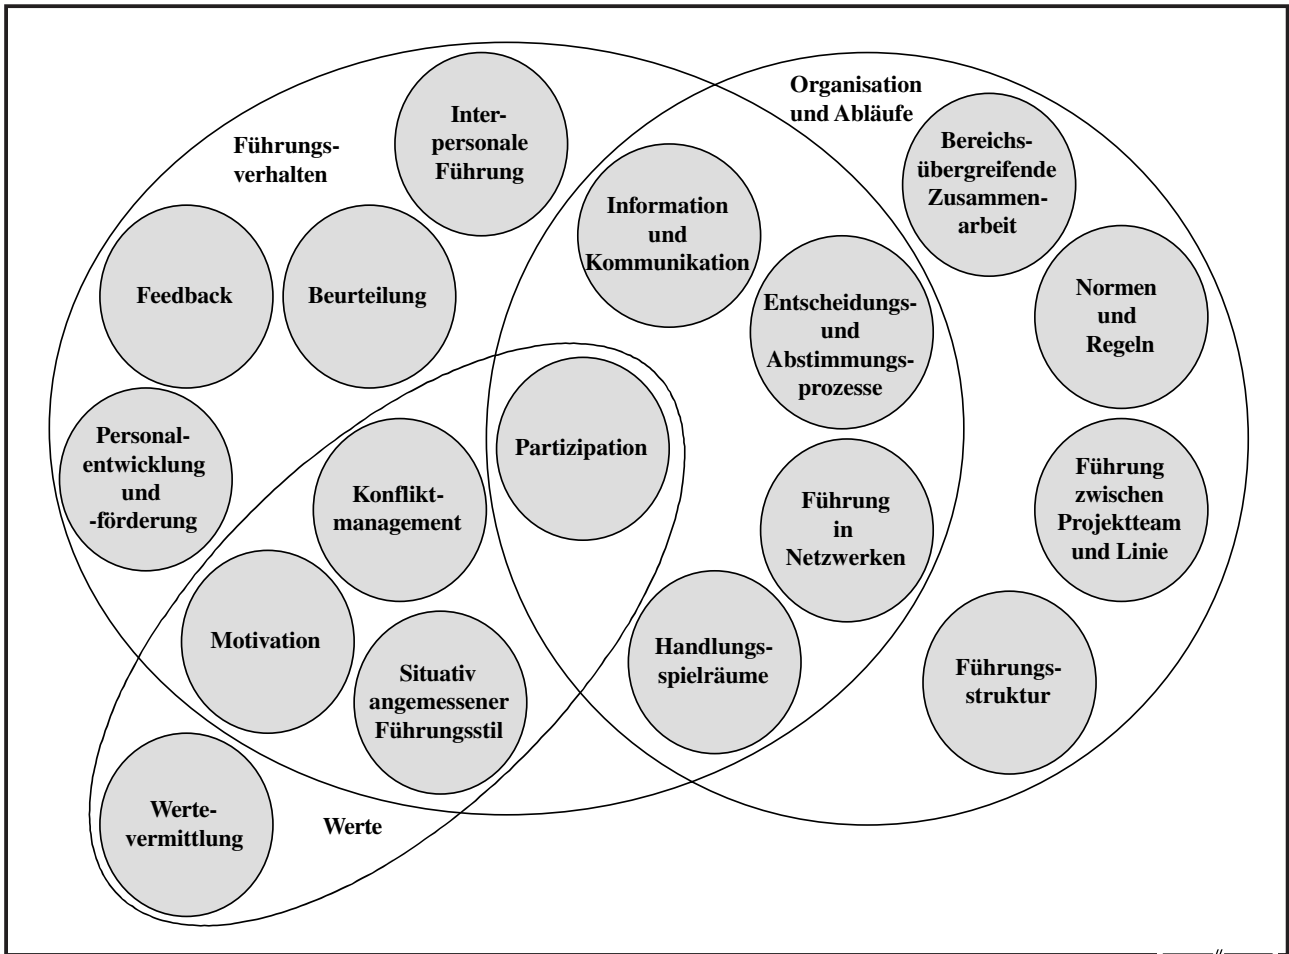 Führungs-
verhalten
Inter-
personale
Führung
Organisation
und Abläufe
Bereichs-
übergreifende
Zusammen-
arbeit
Information
und
Kommunikation
Feedback
Beurteilung
Entscheidungs-
und
Abstimmungs-
prozesse
Normen
und
Regeln
Personal-
entwicklung
und
-förderung
Konflikt-
management
Partizipation
Führung
in
Netzwerken
Führung
zwischen
Projektteam
und Linie
Motivation
Situativ
angemessener
Führungsstil
Handlungs-
spielräume
Führungs-
struktur
Werte-
vermittlung
Werte